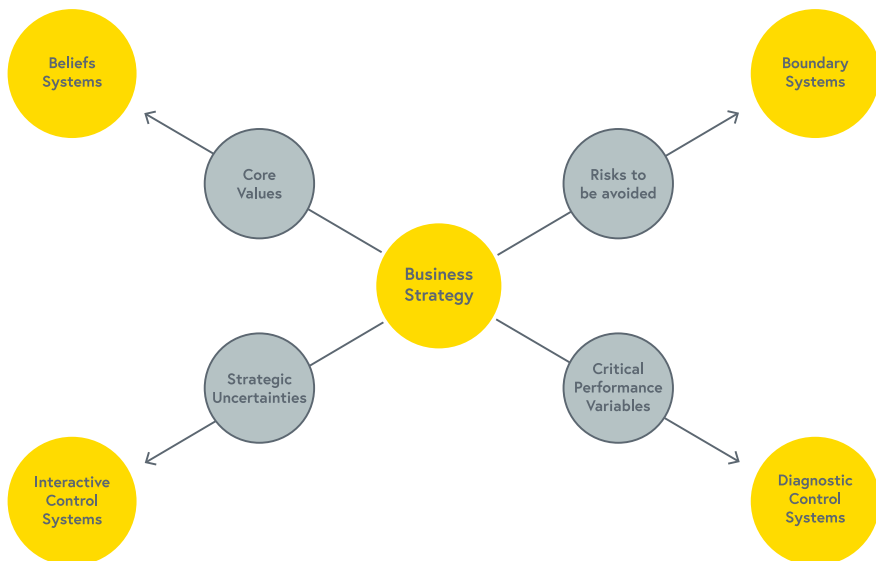 Beliefs
Systems
Boundary
Systems
Core
Values
Risks to
be avoided
Business
Strategy
Strategic
Uncertainties
Critical
Performance
Variables
Interactive
Control
Systems
Diagnostic
Control
Systems